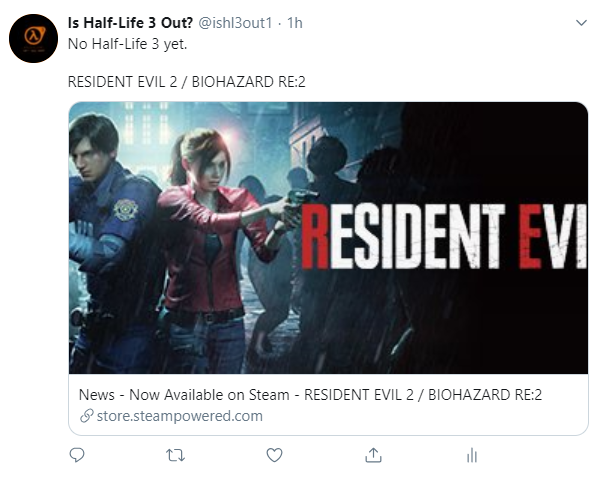 Is Half-Life 3 Out? @ishl3out1 · 1h
No Half-Life 3 yet.
RESIDENT EVIL 2 / BIOHAZARD RE:2
RESIDENT EVI
News - Now Available on Steam - RESIDENT EVIL 2 / BIOHAZARD RE:2
store.steampowered.com